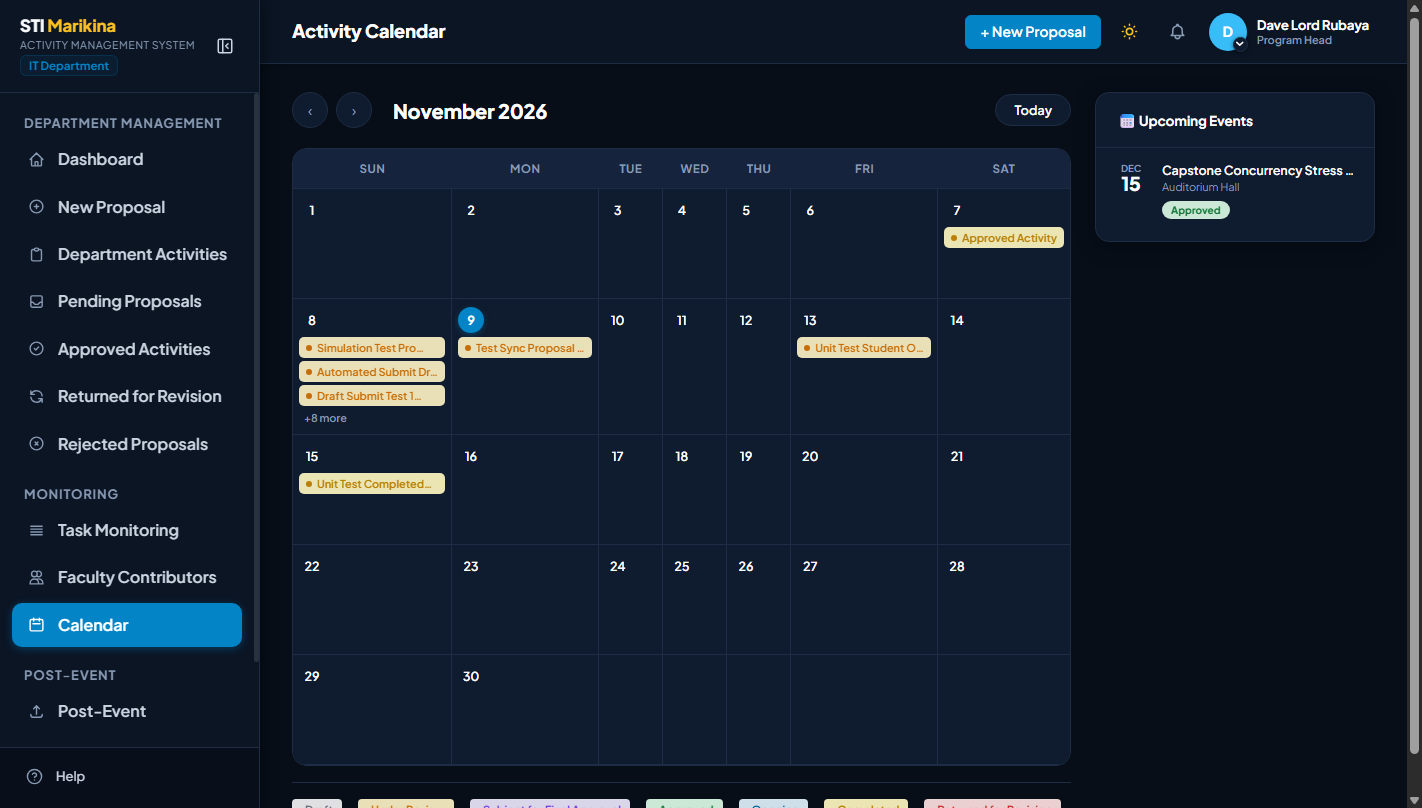 STI Marikina
ACTIVITY MANAGEMENT SYSTEM
IT Department
DEPARTMENT MANAGEMENT
Dashboard
New Proposal
Department Activities
Pending Proposals
Approved Activities
Returned for Revision
Rejected Proposals
MONITORING
Task Monitoring
Faculty Contributors
Calendar
POST-EVENT
Post-Event
Help
Activity Calendar
+ New Proposal
D
Dave Lord Rubaya
Program Head
‹ › November 2026
Today
SUN MON TUE WED THU FRI SAT
1 2 3 4 5 6 7
Approved Activity
8 9 10 11 12 13 14
Simulation Test Pro… Test Sync Proposal … Unit Test Student O…
Automated Submit Dr…
Draft Submit Test 1…
+8 more
15 16 17 18 19 20 21
Unit Test Completed…
22 23 24 25 26 27 28
29 30
Upcoming Events
DEC
15
Capstone Concurrency Stress …
Auditorium Hall
Approved